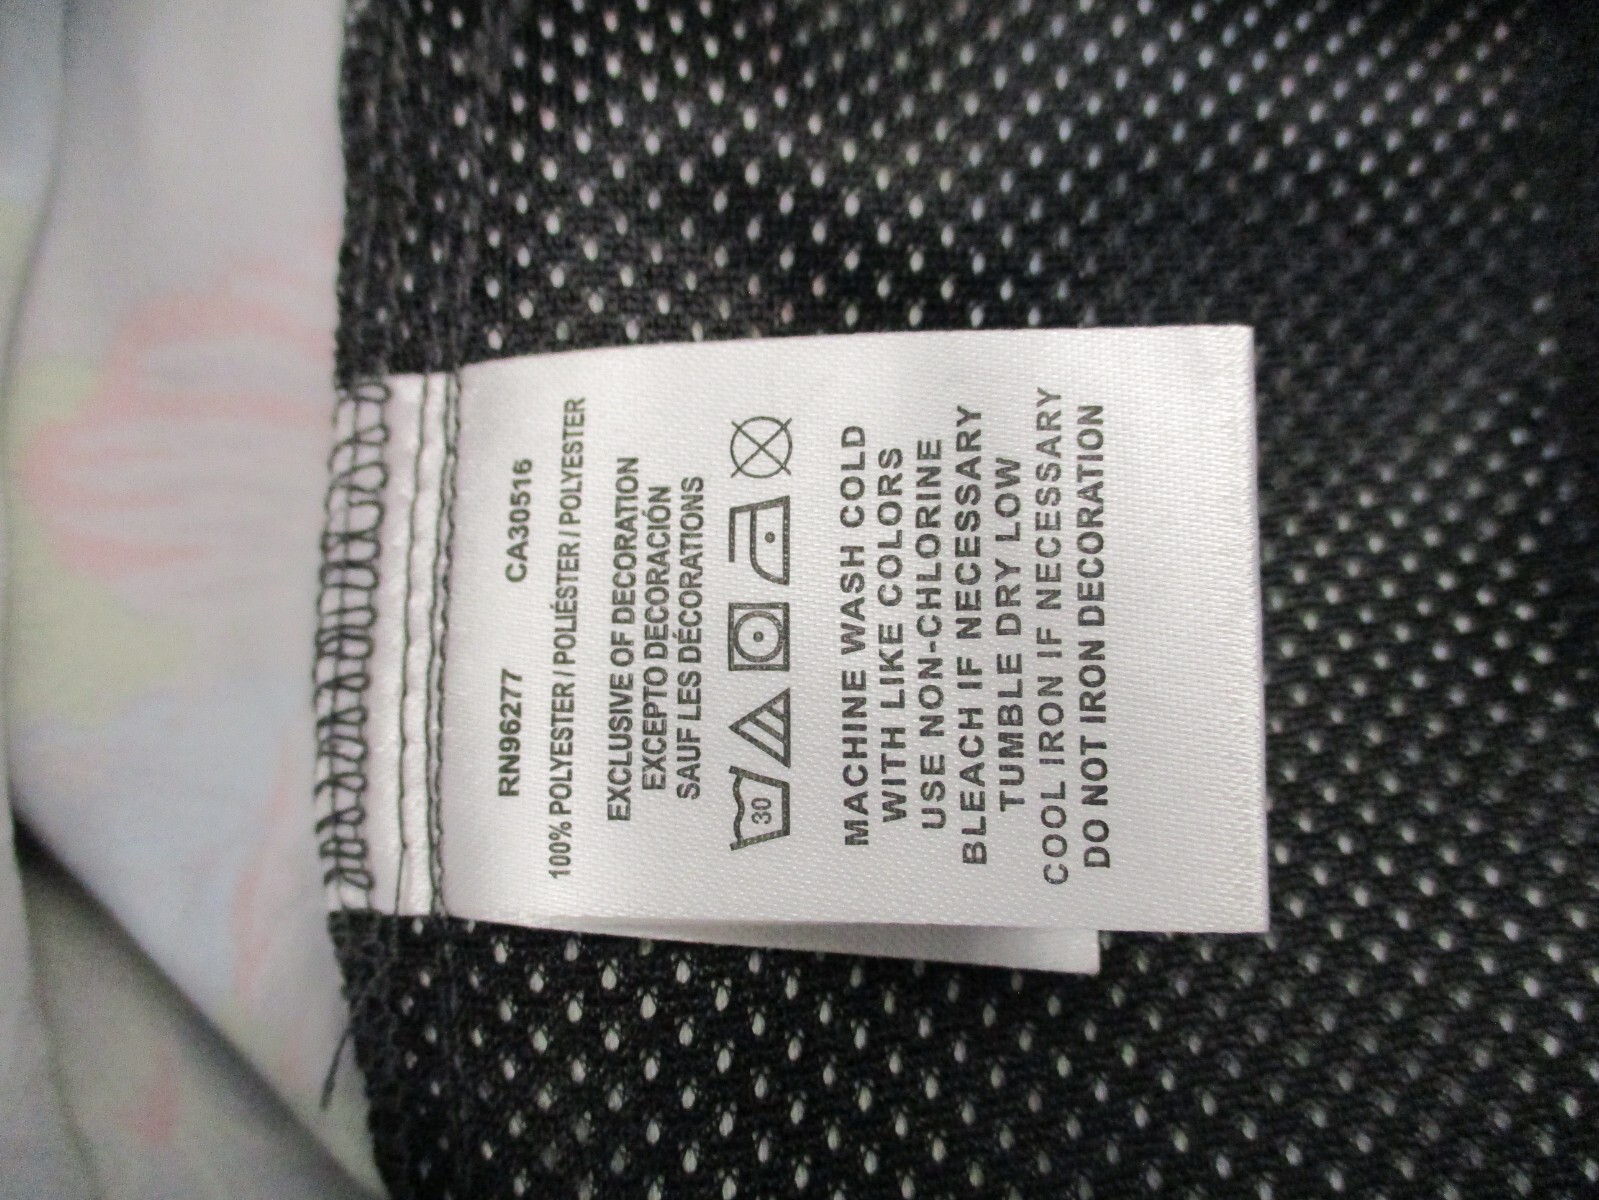 RN96277 CA30516
100% POLYESTER / POLIÉSTER / POLYESTER
EXCLUSIVE OF DECORATION
EXCEPTO DECORACIÓN
SAUF LES DÉCORATIONS
30
MACHINE WASH COLD
WITH LIKE COLORS
USE NON-CHLORINE
BLEACH IF NECESSARY
TUMBLE DRY LOW
COOL IRON IF NECESSARY
DO NOT IRON DECORATION